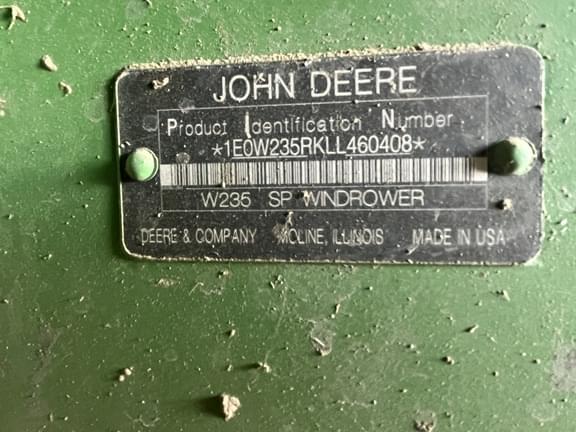 JOHN DEERE
Product Identification Number
*1E0W235RKLL460408*
W235 SP WINDROWER
DEERE & COMPANY MOLINE, ILLINOIS MADE IN USA